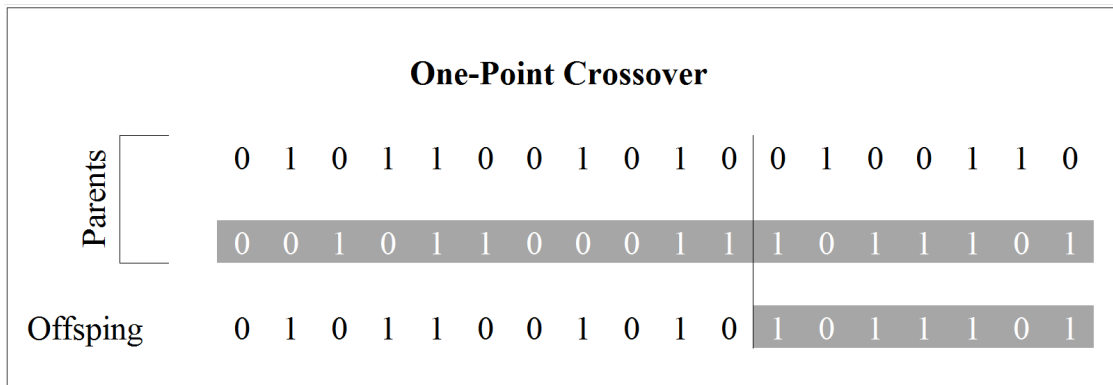 One-Point Crossover
Parents
0 1 0 1 1 0 0 1 0 1 0 0 1 0 0 1 1 0
0 0 1 0 1 1 0 0 0 1 1 1 0 1 1 1 0 1
Offsping 0 1 0 1 1 0 0 1 0 1 0 1 0 1 1 1 0 1